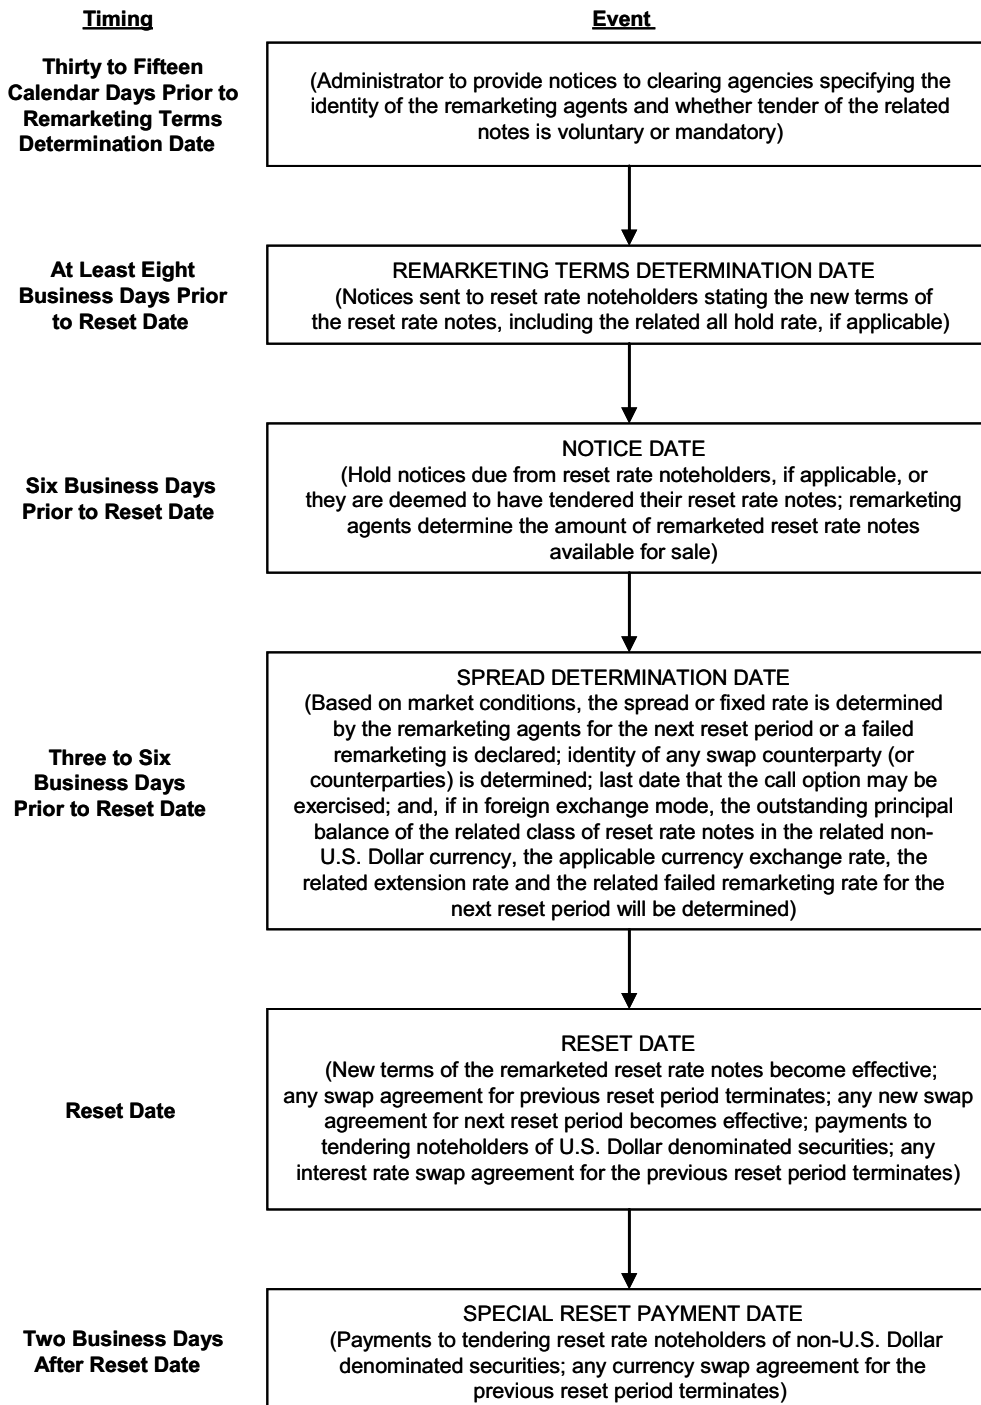 Timing
Event
Thirty to Fifteen
Calendar Days Prior to
Remarketing Terms
Determination Date
(Administrator to provide notices to clearing agencies specifying the
identity of the remarketing agents and whether tender of the related
notes is voluntary or mandatory)
At Least Eight
Business Days Prior
to Reset Date
REMARKETING TERMS DETERMINATION DATE
(Notices sent to reset rate noteholders stating the new terms of
the reset rate notes, including the related all hold rate, if applicable)
Six Business Days
Prior to Reset Date
NOTICE DATE
(Hold notices due from reset rate noteholders, if applicable, or
they are deemed to have tendered their reset rate notes; remarketing
agents determine the amount of remarketed reset rate notes
available for sale)
Three to Six
Business Days
Prior to Reset Date
SPREAD DETERMINATION DATE
(Based on market conditions, the spread or fixed rate is determined
by the remarketing agents for the next reset period or a failed
remarketing is declared; identity of any swap counterparty (or
counterparties) is determined; last date that the call option may be
exercised; and, if in foreign exchange mode, the outstanding principal
balance of the related class of reset rate notes in the related non-
U.S. Dollar currency, the applicable currency exchange rate, the
related extension rate and the related failed remarketing rate for the
next reset period will be determined)
Reset Date
RESET DATE
(New terms of the remarketed reset rate notes become effective;
any swap agreement for previous reset period terminates; any new swap
agreement for next reset period becomes effective; payments to
tendering noteholders of U.S. Dollar denominated securities; any
interest rate swap agreement for the previous reset period terminates)
Two Business Days
After Reset Date
SPECIAL RESET PAYMENT DATE
(Payments to tendering reset rate noteholders of non-U.S. Dollar
denominated securities; any currency swap agreement for the
previous reset period terminates)